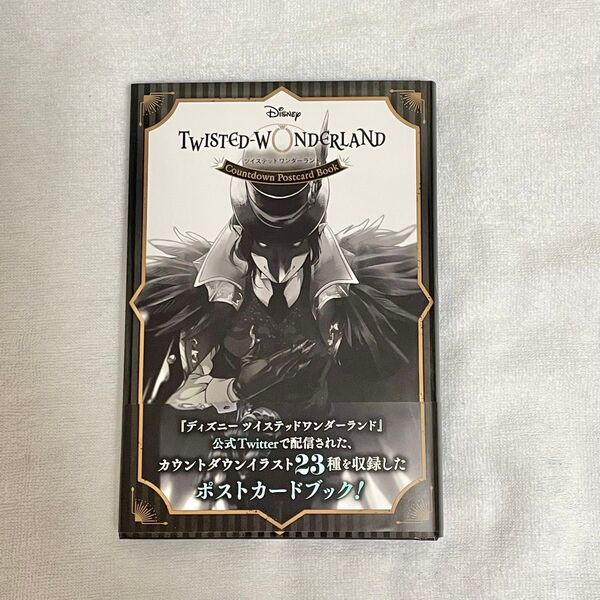 Disney
TWISTED-WONDERLAND
ツイステッドワンダーランド
Countdown Postcard Book
『ディズニー ツイステッドワンダーランド』
公式Twitterで配信された、
カウントダウンイラスト23種を収録した
ポストカードブック!